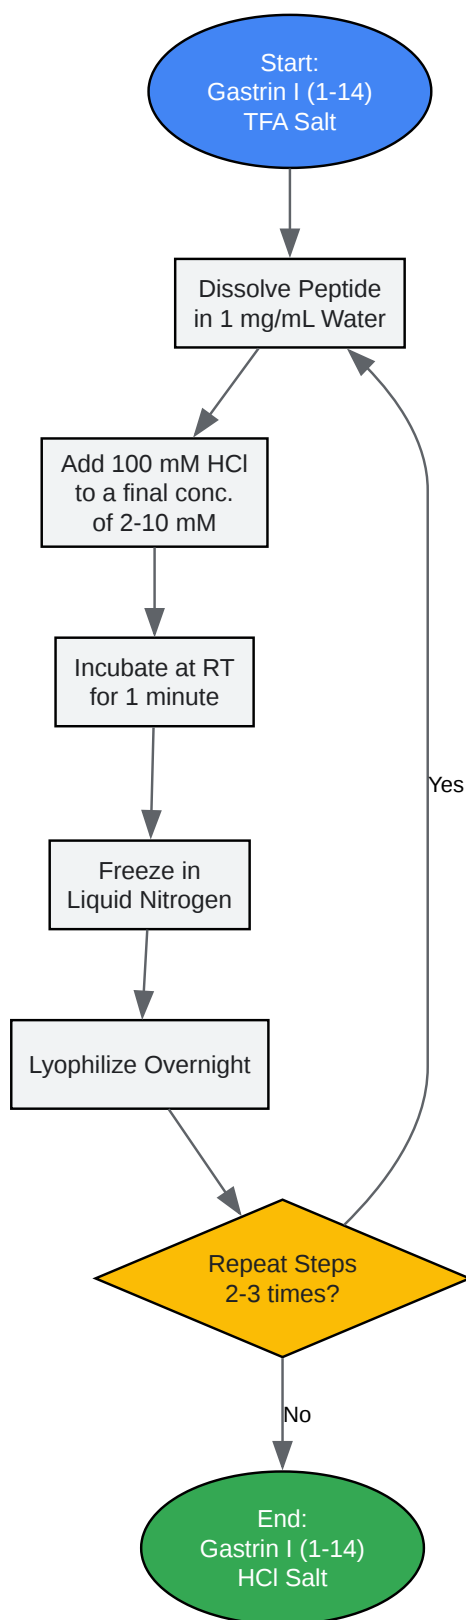 Start:
Gastrin I (1-14)
TFA Salt
Dissolve Peptide
in 1 mg/mL Water
Add 100 mM HCl
to a final conc.
of 2-10 mM
Incubate at RT
for 1 minute
Yes
Freeze in
Liquid Nitrogen
Lyophilize Overnight
Repeat Steps
2-3 times?
No
End:
Gastrin I (1-14)
HCl Salt